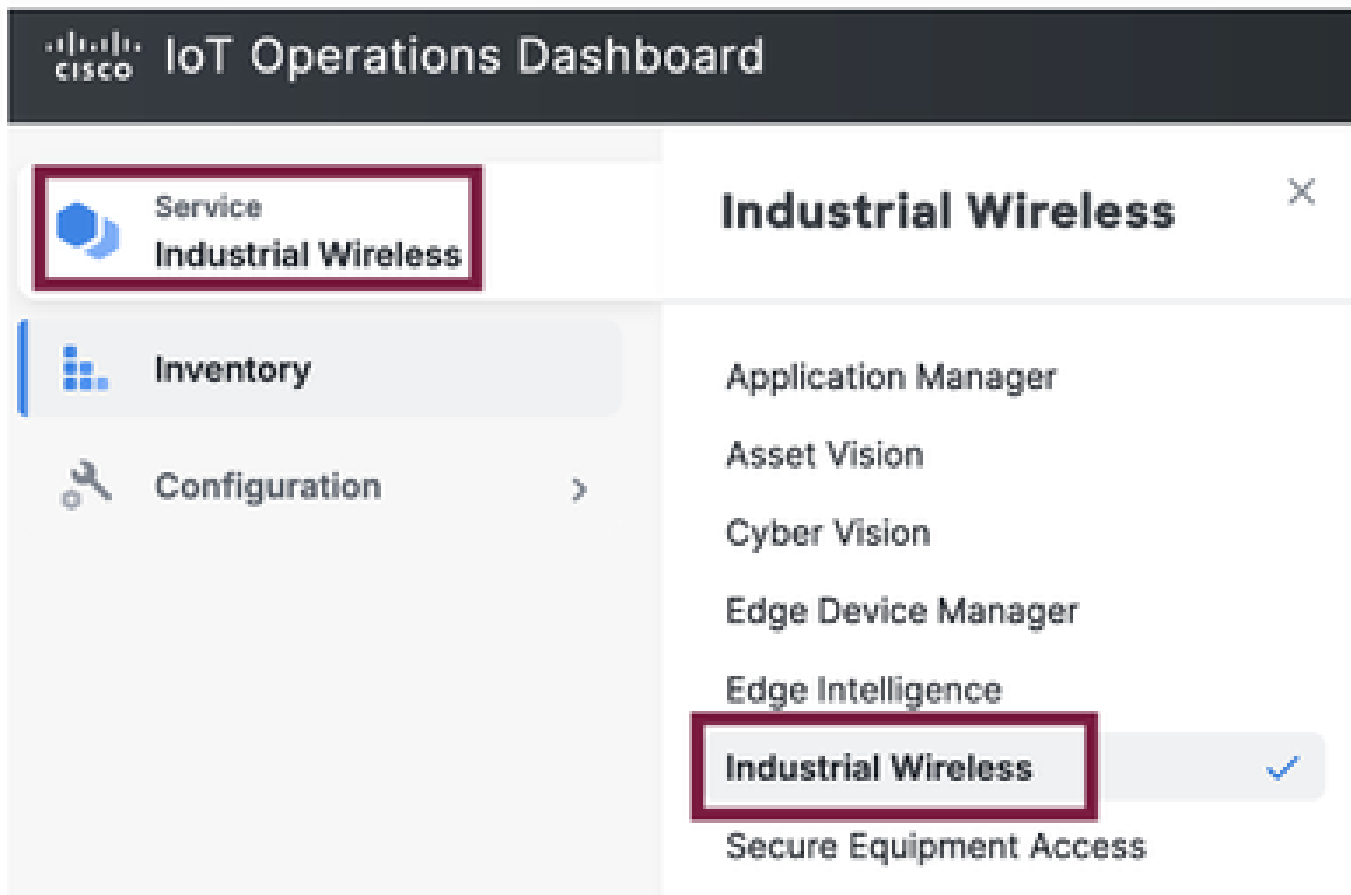 CISCO IoT Operations Dashboard
Service
Industrial Wireless
Inventory
Configuration
Industrial Wireless
Application Manager
Asset Vision
Cyber Vision
Edge Device Manager
Edge Intelligence
Industrial Wireless
Secure Equipment Access